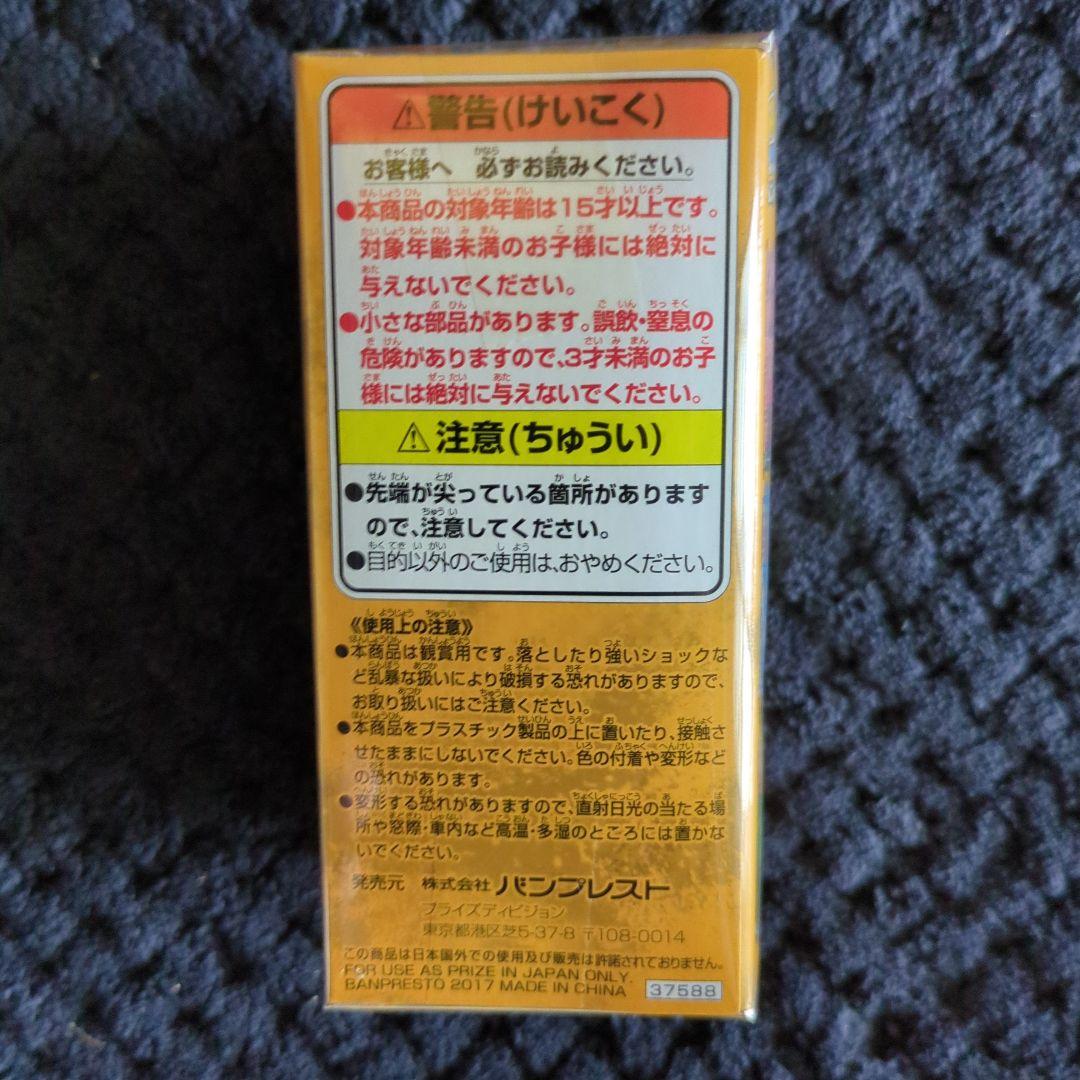 ⚠警告(けいこく)
お客様へ 必ずお読みください。
●本商品の対象年齢は15才以上です。
対象年齢未満のお子様には絶対に
与えないでください。
●小さな部品があります。誤飲・窒息の
危険がありますので、3才未満のお子
様には絶対に与えないでください。
⚠注意(ちゅうい)
●先端が尖っている箇所があります
ので、注意してください。
●目的以外のご使用は、おやめください。
《使用上の注意》
●本商品は観賞用です。落としたり強いショックな
ど乱暴な扱いにより破損する恐れがありますので、
お取り扱いにはご注意ください。
●本商品をプラスチック製品の上に置いたり、接触さ
せたままにしないでください。色の付着や変形など
の恐れがあります。
●変形する恐れがありますので、直射日光の当たる場
所や窓際・車内など高温・多湿のところには置かな
いでください。
発売元 株式会社 バンプレスト
プライズディビジョン
東京都港区芝5-37-8 〒108-0014
この商品は日本国外での使用及び販売は許諾されておりません。
FOR USE AS PRIZE IN JAPAN ONLY.
BANPRESTO 2017 MADE IN CHINA 37588